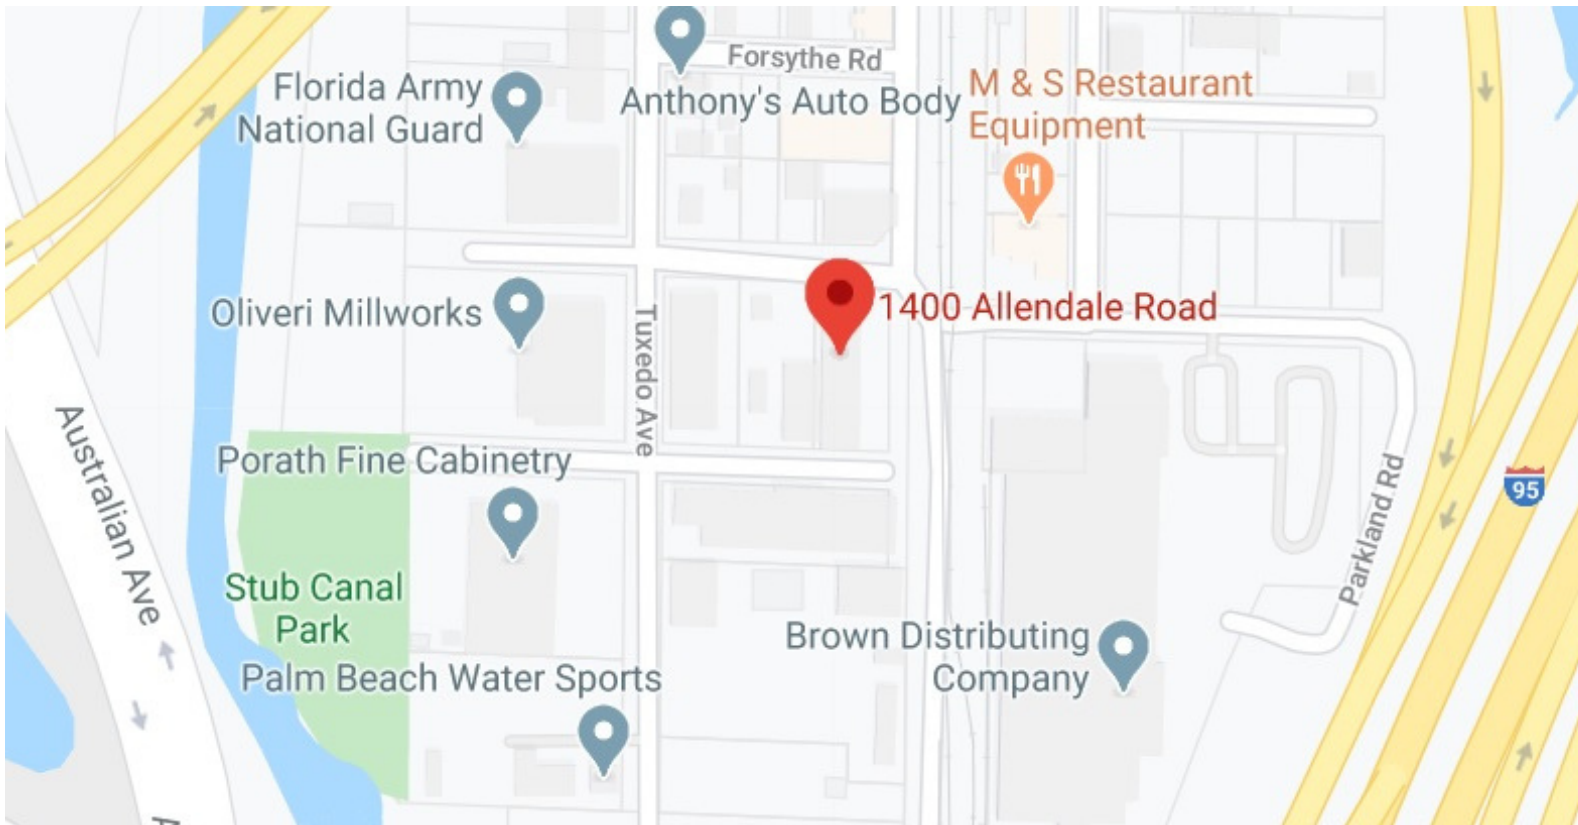 Forsythe Rd
Florida Army
National Guard
Anthony's Auto Body
M & S Restaurant
Equipment
Oliveri Millworks
Tuxedo Ave
1400 Allendale Road
Australian Ave
Porath Fine Cabinetry
95
Parkland Rd
Stub Canal
Park
Brown Distributing
Company
Palm Beach Water Sports